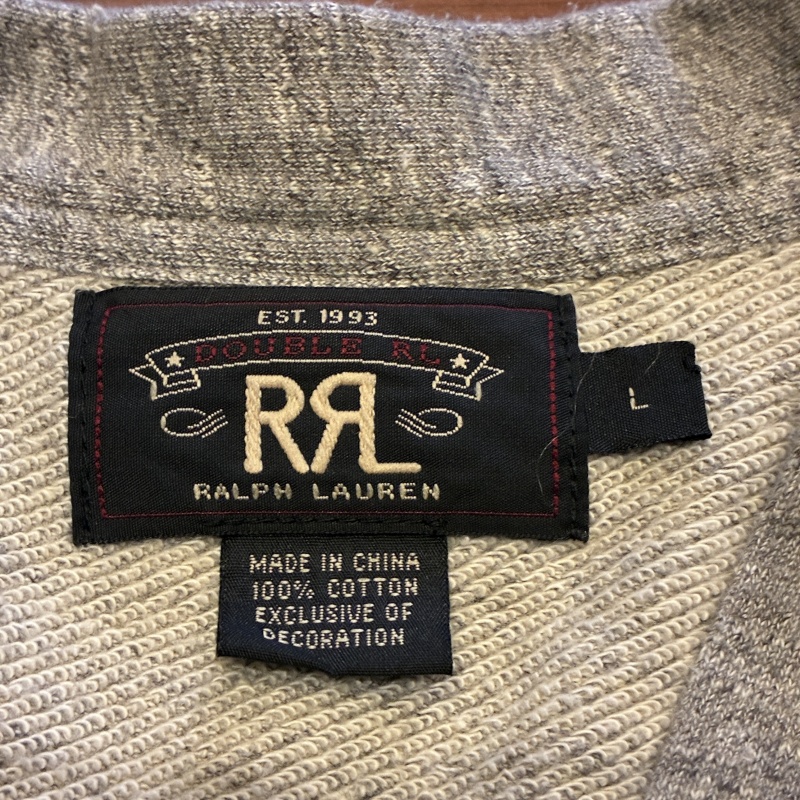 EST. 1993
DOUBLE RL
RRL
RALPH LAUREN
L
MADE IN CHINA
100% COTTON
EXCLUSIVE OF
DECORATION